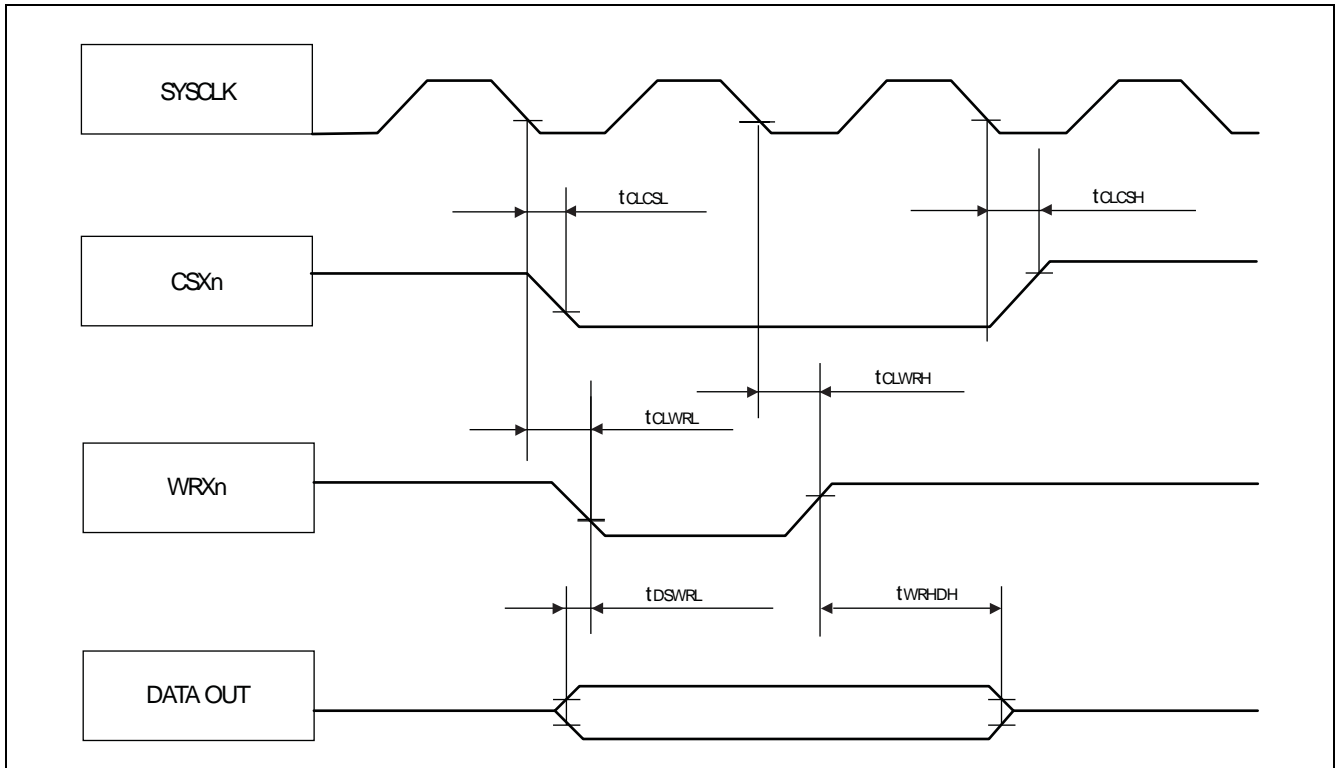 SYSCLK
tCLCSL
tCLCSH
CSXn
tCLWRH
tCLWRL
WRXn
tDSWRL
tWRHDH
DATA OUT